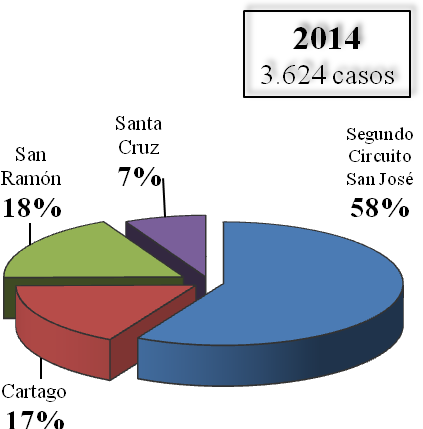 2014
3.624 casos
Santa
Cruz
7%
Segundo
Circuito
San José
58%
San
Ramón
18%
Cartago
17%